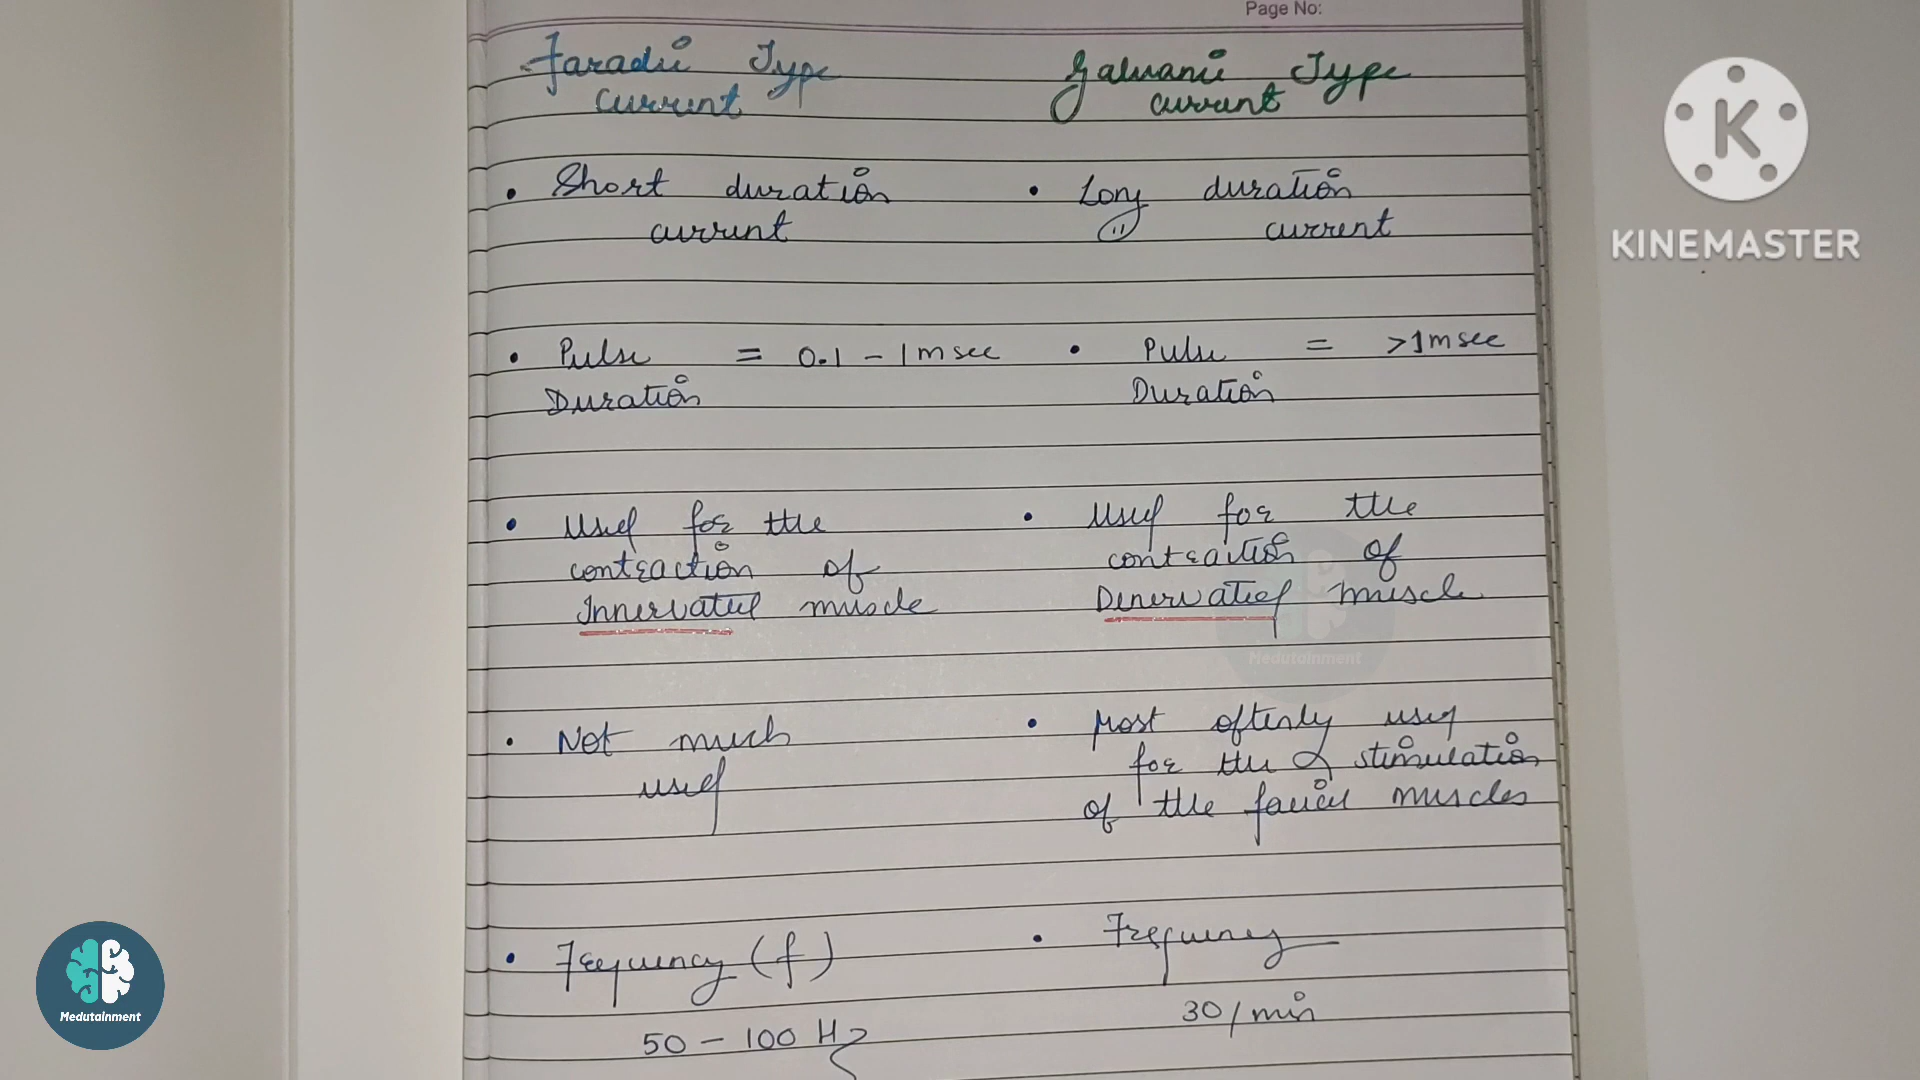 Page No:
Faradic Type
current
Galvanic Type
current
• Short duration
current
• Long duration
current
• Pulse = 0.1 - 1 msec
Duration
• Pulse = >1 msec
Duration
• Used for the
contraction of
Innervated muscle
• Used for the
contraction of
Denervated muscle
• Not much
used
• Most oftenly used
for the stimulation
of the facial muscles
• Frequency (f)
50 - 100 Hz
• Frequency
30/min
K
KINEMASTER
Medutainment
Medutainment